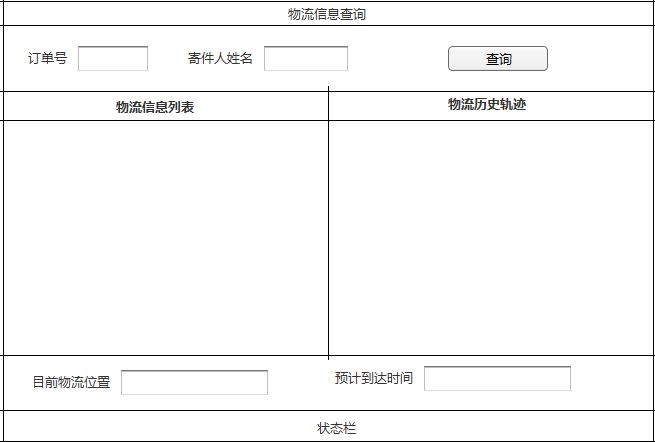 物流信息查询
订单号 寄件人姓名 查询
物流信息列表 物流历史轨迹
目前物流位置 预计到达时间
状态栏